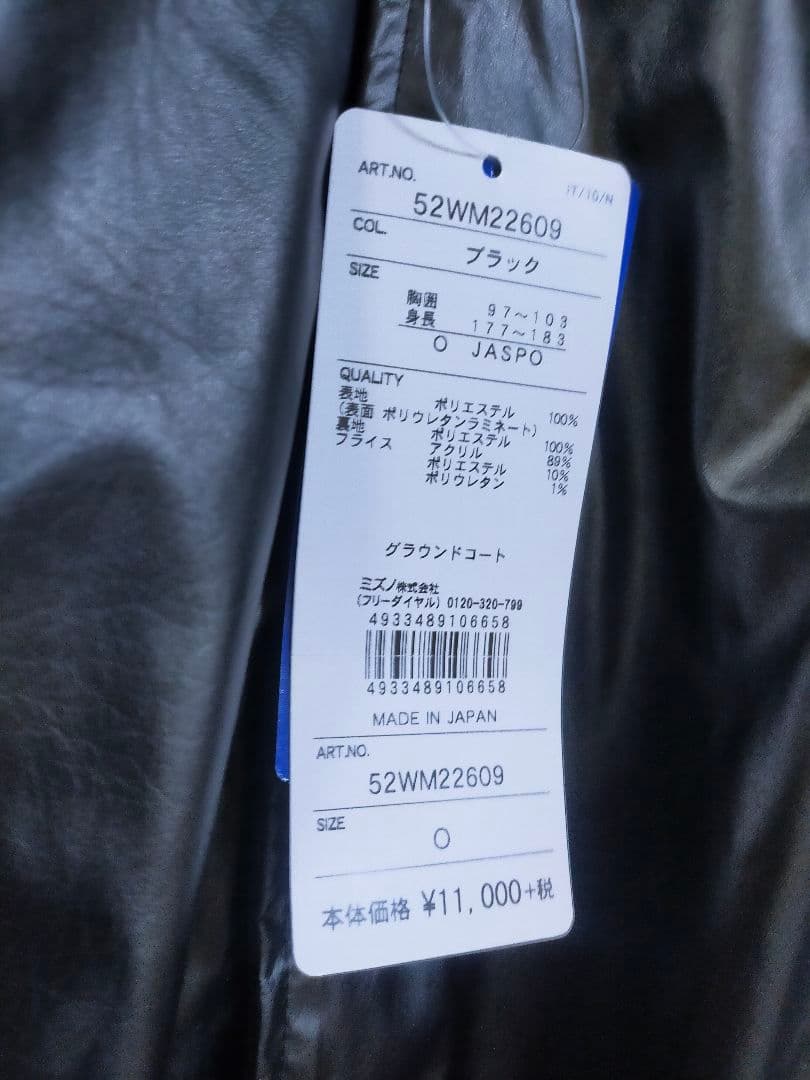 ART.NO.
IT/10/N
52WM22609
COL.
ブラック
SIZE
胸囲 97～103
身長 177～183
O JASPO
QUALITY
表地 ポリエステル 100%
(表面 ポリウレタンラミネート)
裏地 ポリエステル 100%
フライス アクリル 89%
ポリエステル 10%
ポリウレタン 1%
グラウンドコート
ミズノ株式会社
(フリーダイヤル) 0120-320-799
4933489106658
4933489106658
MADE IN JAPAN
ART.NO.
52WM22609
SIZE
O
本体価格 ¥11,000+税